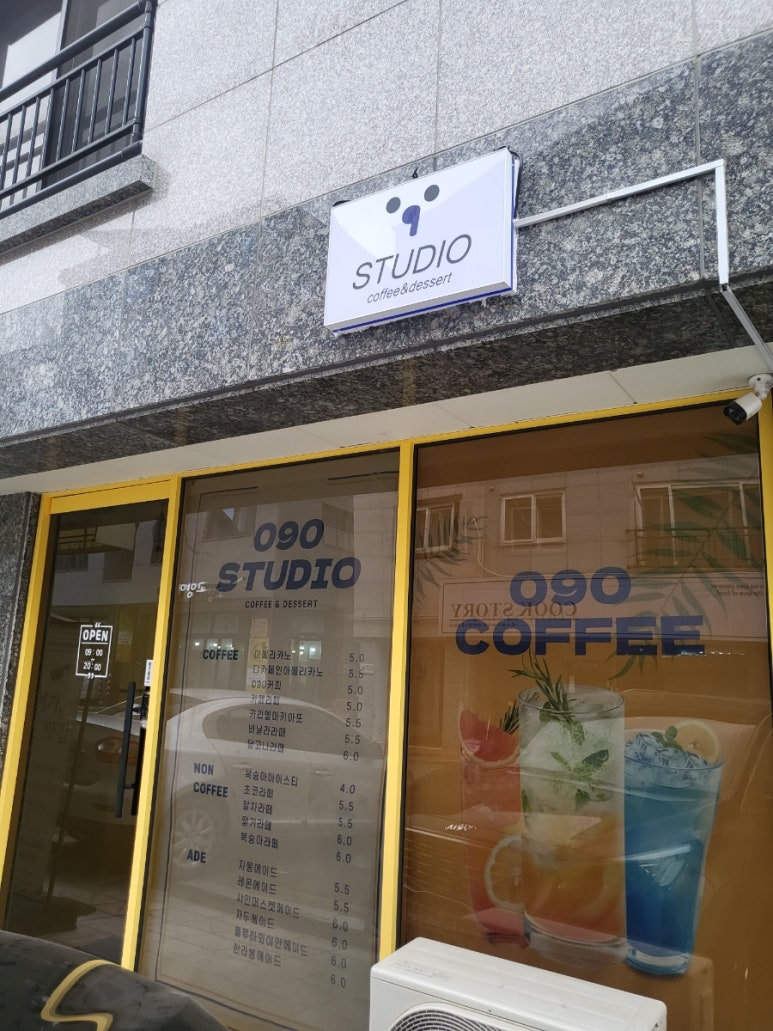 9
STUDIO
coffee&dessert
090
STUDIO
COFFEE & DESSERT
OPEN
09 : 00
20 : 00
COFFEE
아메리카노 5.0
디카페인아메리카노 5.5
090커피 5.0
카페라떼 5.0
카라멜마키아또 5.5
바닐라라떼 5.5
달고나라떼 6.0
NON
COFFEE
복숭아아이스티 4.0
초코라떼 5.5
말차라떼 5.5
딸기라떼 6.0
복숭아라떼 6.0
ADE
자몽에이드 5.5
레몬에이드 5.5
샤인머스켓에이드 6.0
자두에이드 6.0
블루하와이안에이드 6.0
한라봉에이드 6.0
090
COFFEE
COOK STORY